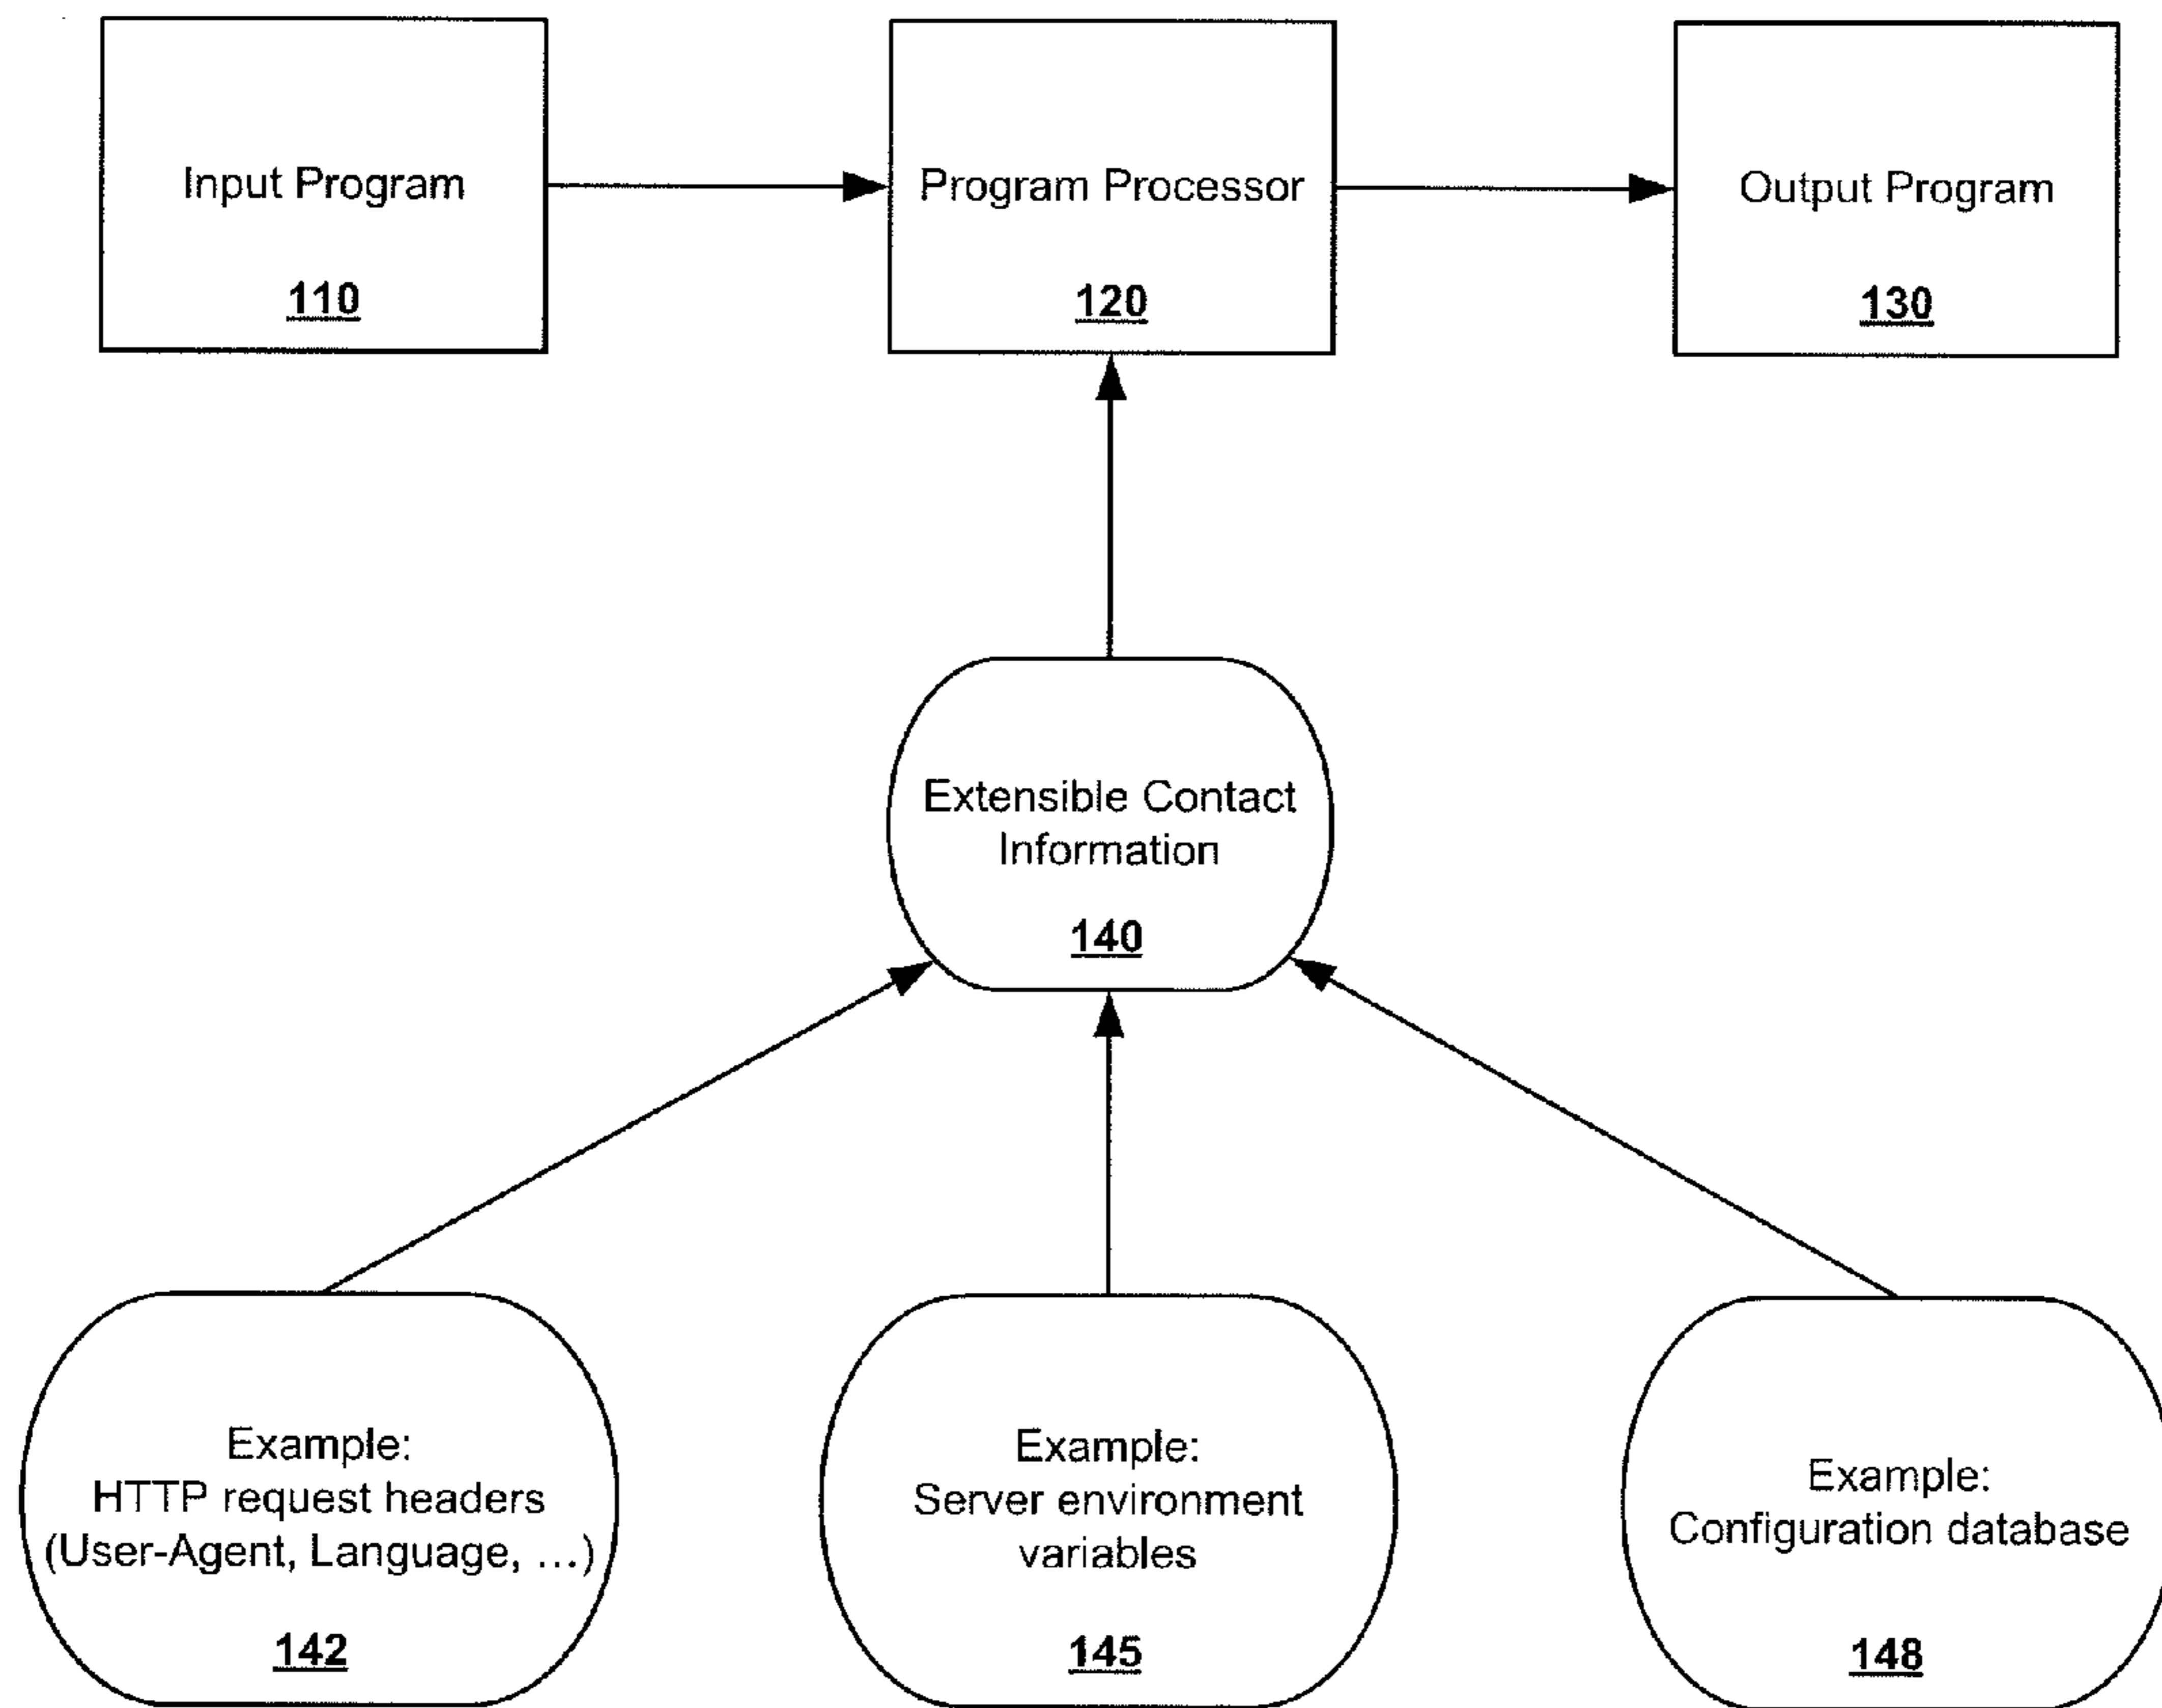 Input Program
110
Program Processor
120
Output Program
130
Extensible Contact
Information
140
Example:
HTTP request headers
(User-Agent, Language, ...)
142
Example:
Server environment
variables
145
Example:
Configuration database
148